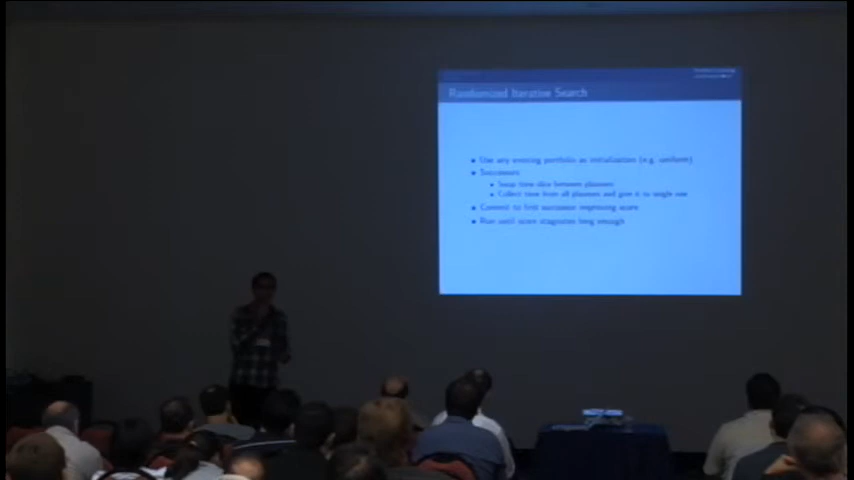 Randomized Iterative Search
Use any existing portfolio as initialization (e.g. uniform)
Successors
Swap time slice between planners
Collect time from all planners and give it to single one
Commit to first successor improving score
Run until score stagnates long enough